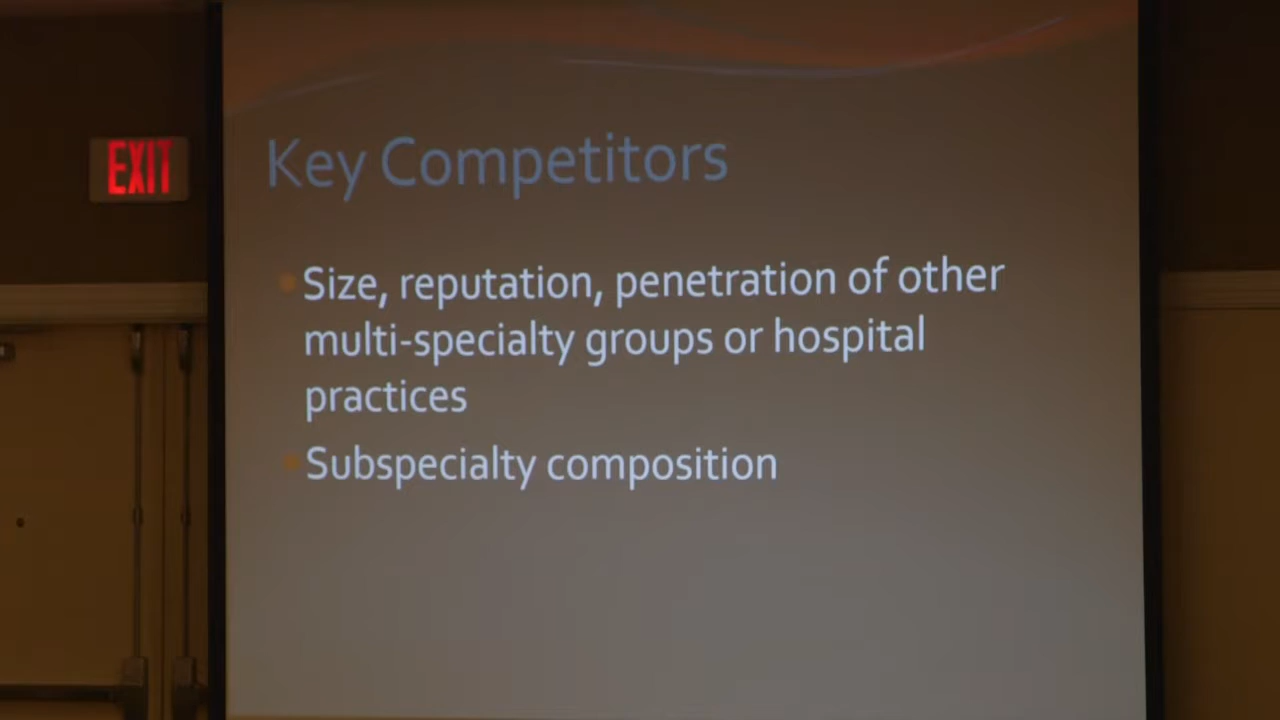 EXIT
Key Competitors
Size, reputation, penetration of other
multi-specialty groups or hospital
practices
Subspecialty composition